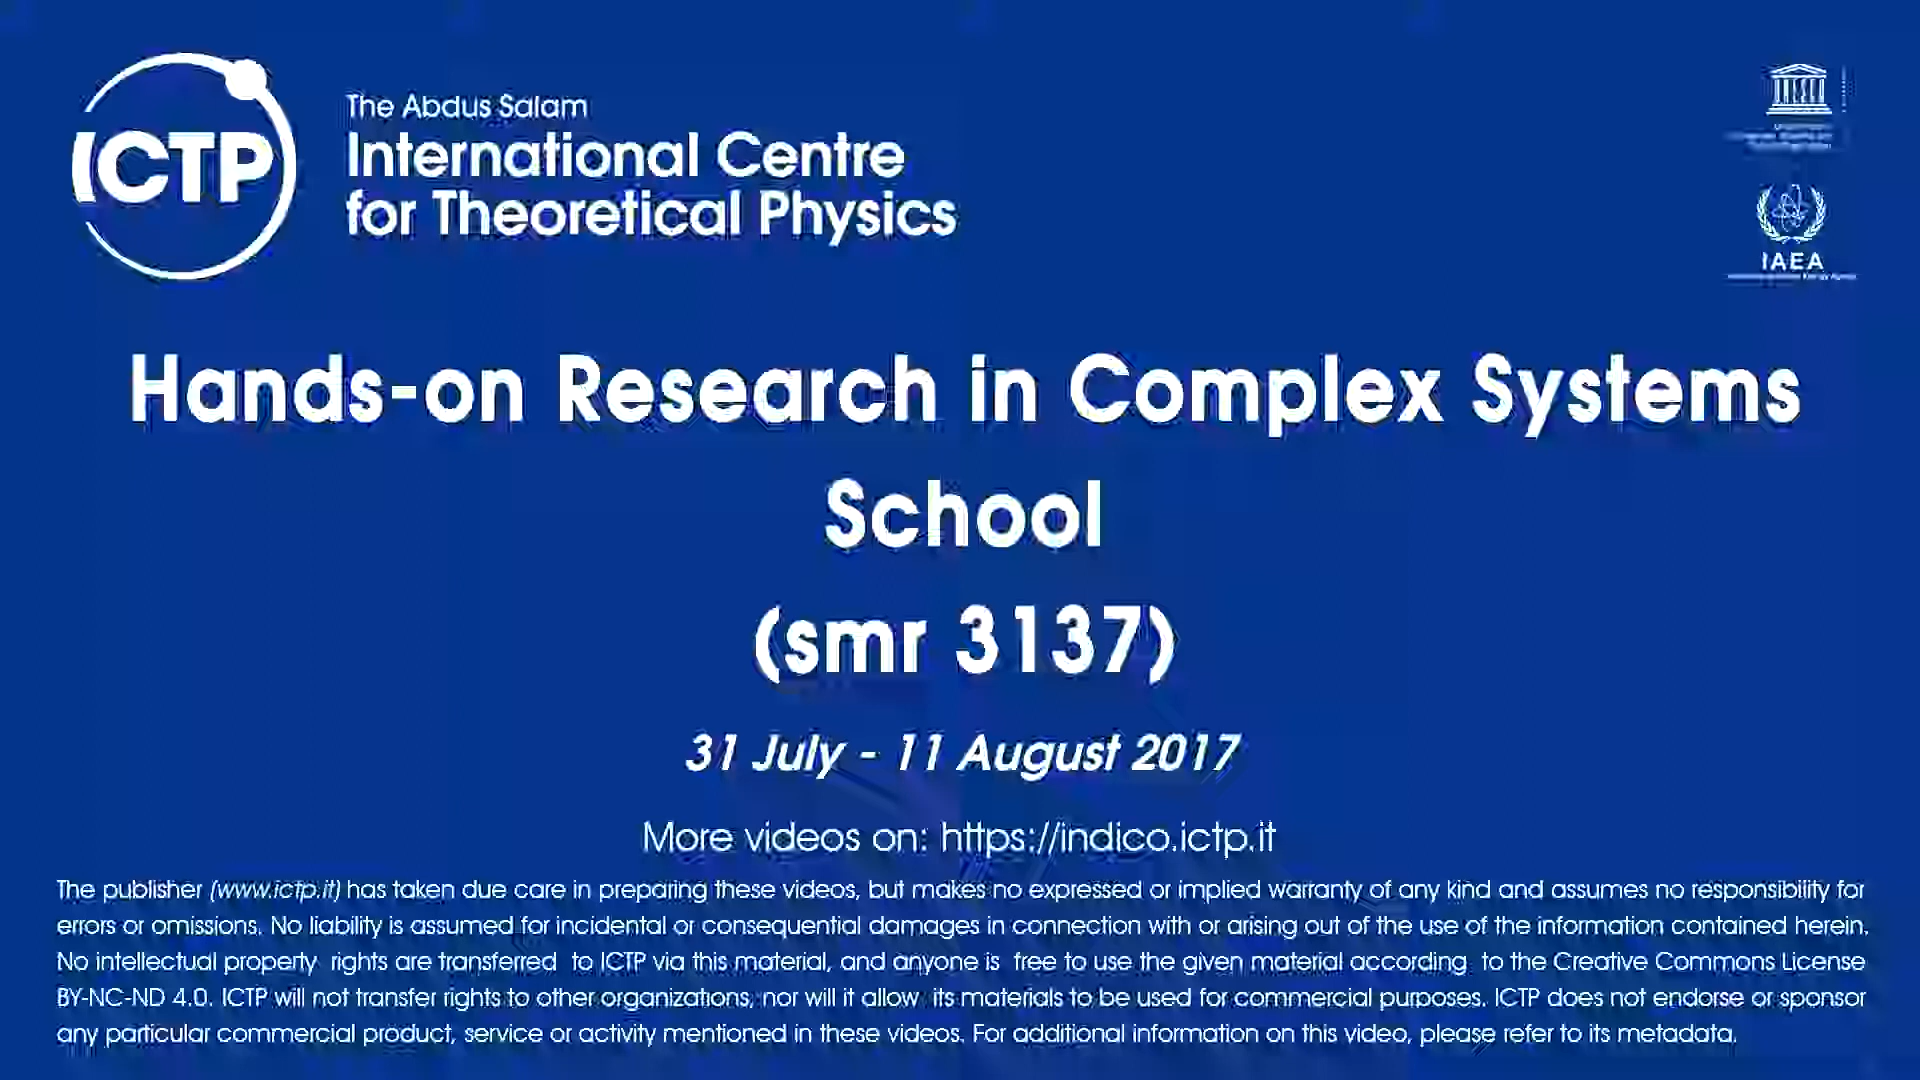 ICTP
The Abdus Salam
International Centre
for Theoretical Physics
IAEA
Hands-on Research in Complex Systems
School
(smr 3137)
31 July - 11 August 2017
More videos on: https://indico.ictp.it
The publisher (www.ictp.it) has taken due care in preparing these videos, but makes no expressed or implied warranty of any kind and assumes no responsibility for
errors or omissions. No liability is assumed for incidental or consequential damages in connection with or arising out of the use of the information contained herein.
No intellectual property rights are transferred to ICTP via this material, and anyone is free to use the given material according to the Creative Commons License
BY-NC-ND 4.0. ICTP will not transfer rights to other organizations, nor will it allow its materials to be used for commercial purposes. ICTP does not endorse or sponsor
any particular commercial product, service or activity mentioned in these videos. For additional information on this video, please refer to its metadata.